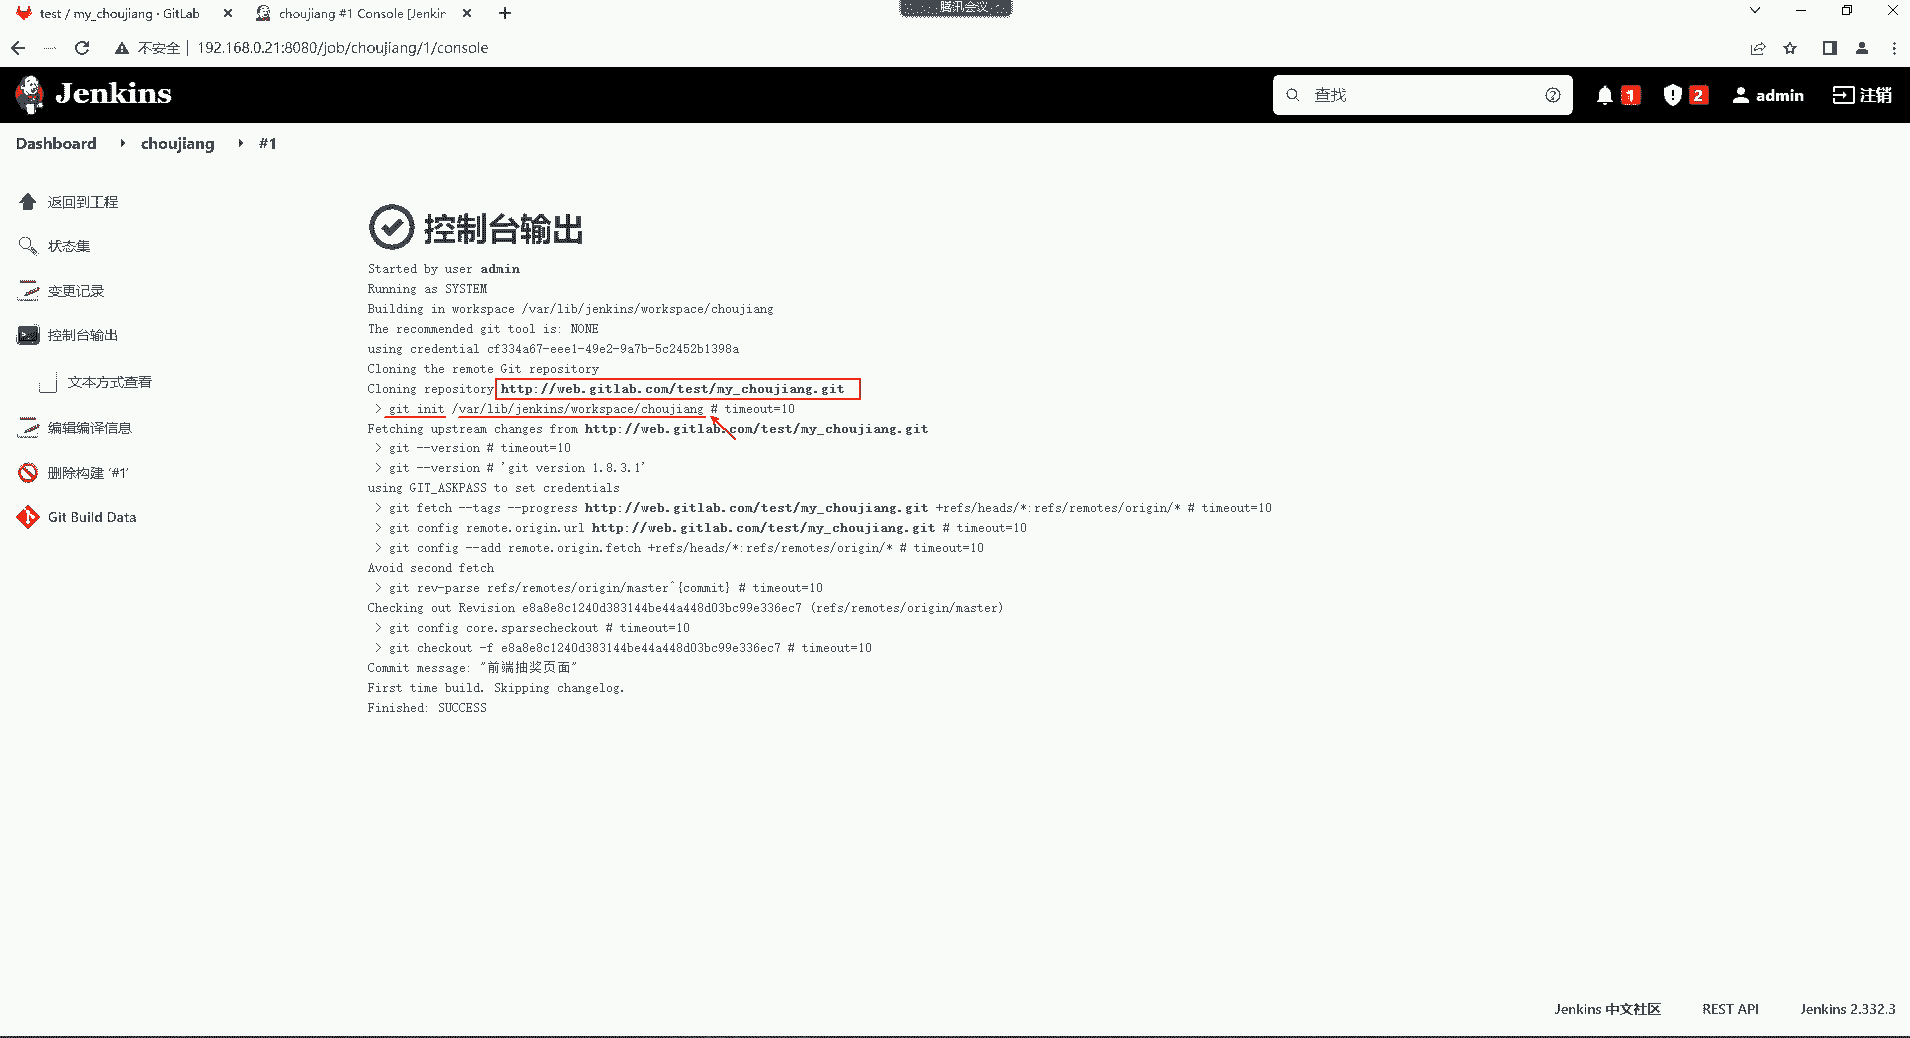 test / my_choujiang · GitLab
choujiang #1 Console [Jenkin
腾讯会议
不安全
192.168.0.21:8080/job/choujiang/1/console
Jenkins
查找
1
2
admin
注销
Dashboard
choujiang
#1
返回到工程
状态集
变更记录
控制台输出
文本方式查看
编辑编译信息
删除构建 '#1'
Git Build Data
控制台输出
Started by user admin
Running as SYSTEM
Building in workspace /var/lib/jenkins/workspace/choujiang
The recommended git tool is: NONE
using credential cf334a67-eee1-49e2-9a7b-5c2452b1398a
Cloning the remote Git repository
Cloning repository http://web.gitlab.com/test/my_choujiang.git
> git init /var/lib/jenkins/workspace/choujiang # timeout=10
Fetching upstream changes from http://web.gitlab.com/test/my_choujiang.git
> git --version # timeout=10
> git --version # 'git version 1.8.3.1'
using GIT_ASKPASS to set credentials
> git fetch --tags --progress http://web.gitlab.com/test/my_choujiang.git +refs/heads/*:refs/remotes/origin/* # timeout=10
> git config remote.origin.url http://web.gitlab.com/test/my_choujiang.git # timeout=10
> git config --add remote.origin.fetch +refs/heads/*:refs/remotes/origin/* # timeout=10
Avoid second fetch
> git rev-parse refs/remotes/origin/master^{commit} # timeout=10
Checking out Revision e8a8e8c1240d383144be44a448d03bc99e336ec7 (refs/remotes/origin/master)
> git config core.sparsecheckout # timeout=10
> git checkout -f e8a8e8c1240d383144be44a448d03bc99e336ec7 # timeout=10
Commit message: "前端抽奖页面"
First time build. Skipping changelog.
Finished: SUCCESS
Jenkins 中文社区
REST API
Jenkins 2.332.3